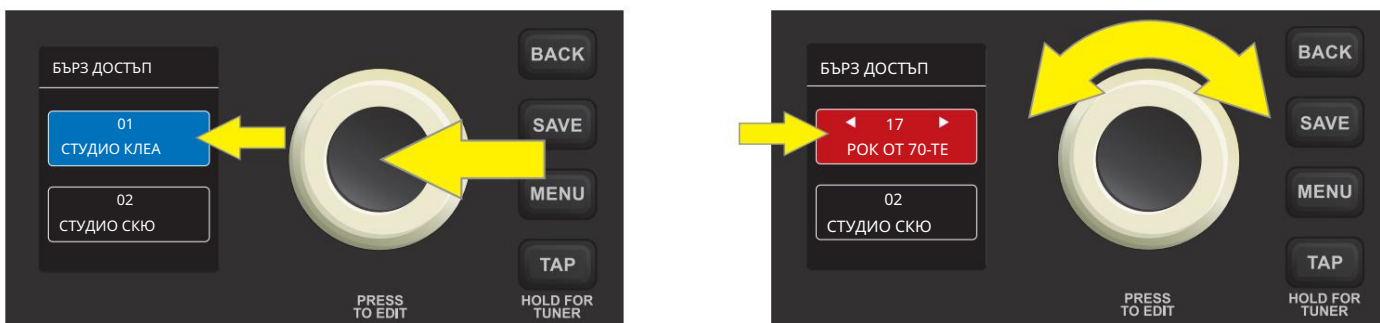 БЪРЗ ДОСТЪП
01
СТУДИО КЛЕА
02
СТУДИО СКЮ
BACK
SAVE
MENU
TAP
PRESS
TO EDIT
HOLD FOR
TUNER
БЪРЗ ДОСТЪП
17
РОК ОТ 70-ТЕ
02
СТУДИО СКЮ
BACK
SAVE
MENU
TAP
PRESS
TO EDIT
HOLD FOR
TUNER